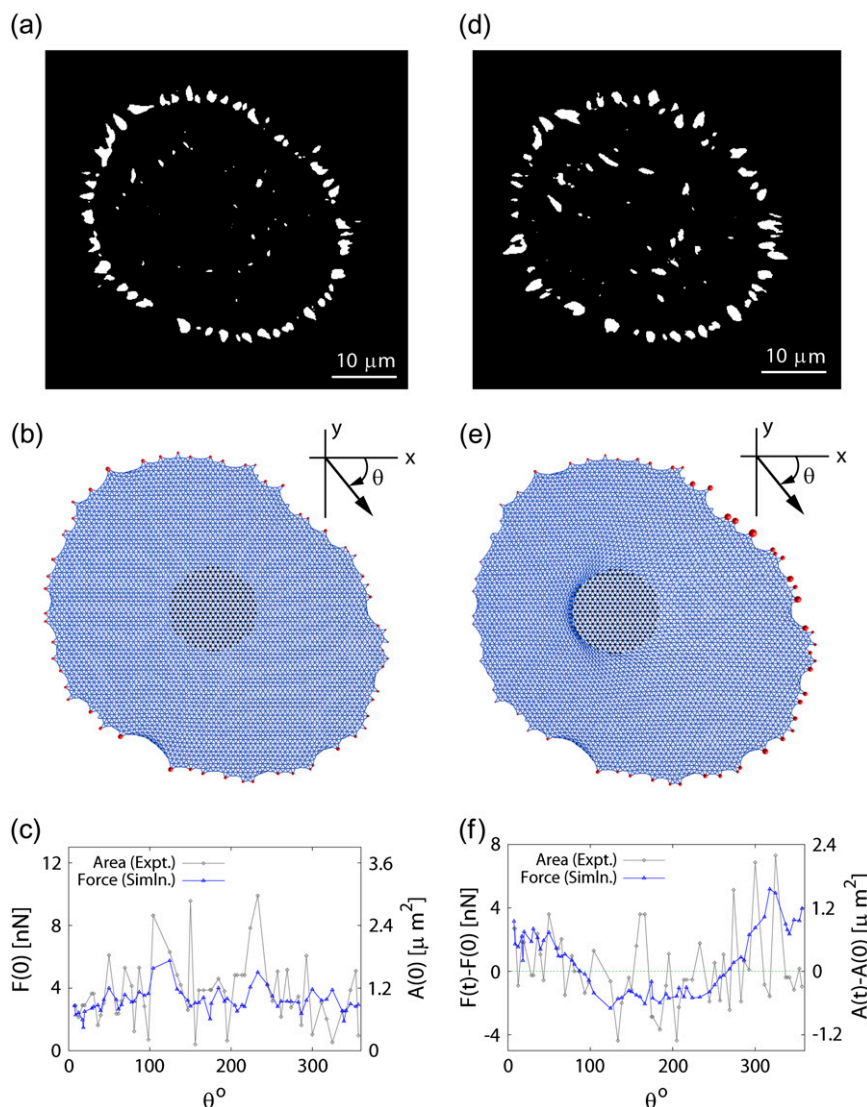 (a)
(d)
10 μm
10 μm
(b)
y
x
θ
(e)
y
x
θ
(c)
12
8
4
0
F(0) [nN]
Area (Expt.)
Force (Simln.)
3.6
2.4
1.2
0
A(0) [μ m²]
0 100 200 300
θ°
(f)
8
4
0
-4
F(t)-F(0) [nN]
Area (Expt.)
Force (Simln.)
2.4
1.2
0
-1.2
A(t)-A(0) [μ m²]
0 100 200 300
θ°